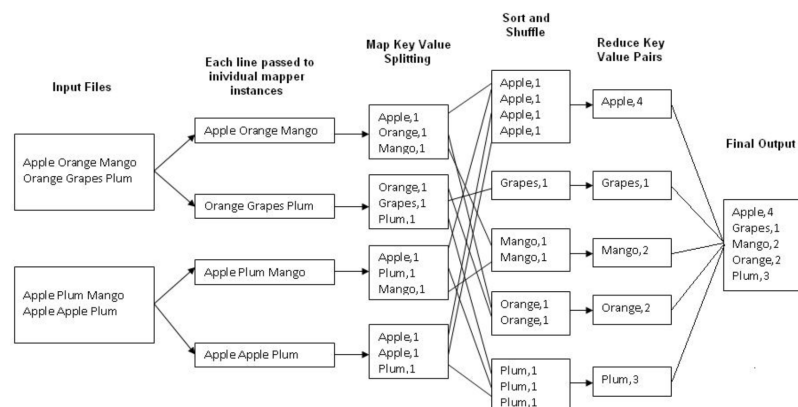 Input Files
Each line passed to
inividual mapper
instances
Map Key Value
Splitting
Sort and
Shuffle
Reduce Key
Value Pairs
Final Output
Apple Orange Mango
Orange Grapes Plum
Apple Plum Mango
Apple Apple Plum
Apple Orange Mango
Orange Grapes Plum
Apple Plum Mango
Apple Apple Plum
Apple,1
Orange,1
Mango,1
Orange,1
Grapes,1
Plum,1
Apple,1
Plum,1
Mango,1
Apple,1
Apple,1
Plum,1
Apple,1
Apple,1
Apple,1
Apple,1
Grapes,1
Mango,1
Mango,1
Orange,1
Orange,1
Plum,1
Plum,1
Plum,1
Apple,4
Grapes,1
Mango,2
Orange,2
Plum,3
Apple,4
Grapes,1
Mango,2
Orange,2
Plum,3